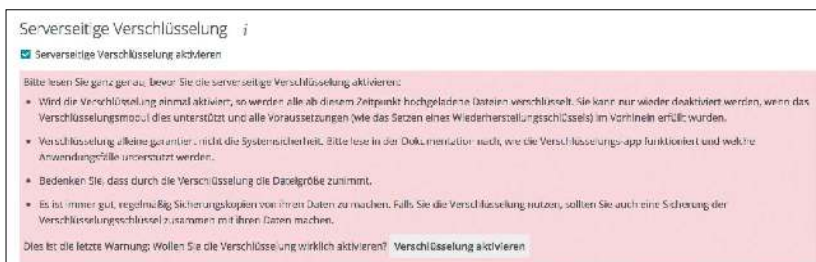 Serverseitige Verschlüsselung i
Serverseitige Verschlüsselung aktivieren
Bitte lesen Sie ganz genau, bevor Sie die serverseitige Verschlüsselung aktivieren:
• Wird die Verschlüsselung einmal aktiviert, so werden alle ab diesem Zeitpunkt hochgeladene Dateien verschlüsselt. Sie kann nur wieder deaktiviert werden, wenn das
Verschlüsselungsmodul dies unterstützt und alle Voraussetzungen (wie das Setzen eines Wiederherstellungsschlüssels) im Vorhinein erfüllt wurden.
• Verschlüsselung alleine garantiert nicht die Systemsicherheit. Bitte lese in der Dokumentation nach, wie die Verschlüsselungs-app funktioniert und welche
Anwendungsfälle unterstützt werden.
• Bedenken Sie, dass durch die Verschlüsselung die Dateigröße zunimmt.
• Es ist immer gut, regelmäßig Sicherungskopien von ihren Daten zu machen. Falls Sie die Verschlüsselung nutzen, sollten Sie auch eine Sicherung der
Verschlüsselungsschlüssel zusammen mit ihren Daten machen.
Dies ist die letzte Warnung: Wollen Sie die Verschlüsselung wirklich aktivieren? Verschlüsselung aktivieren